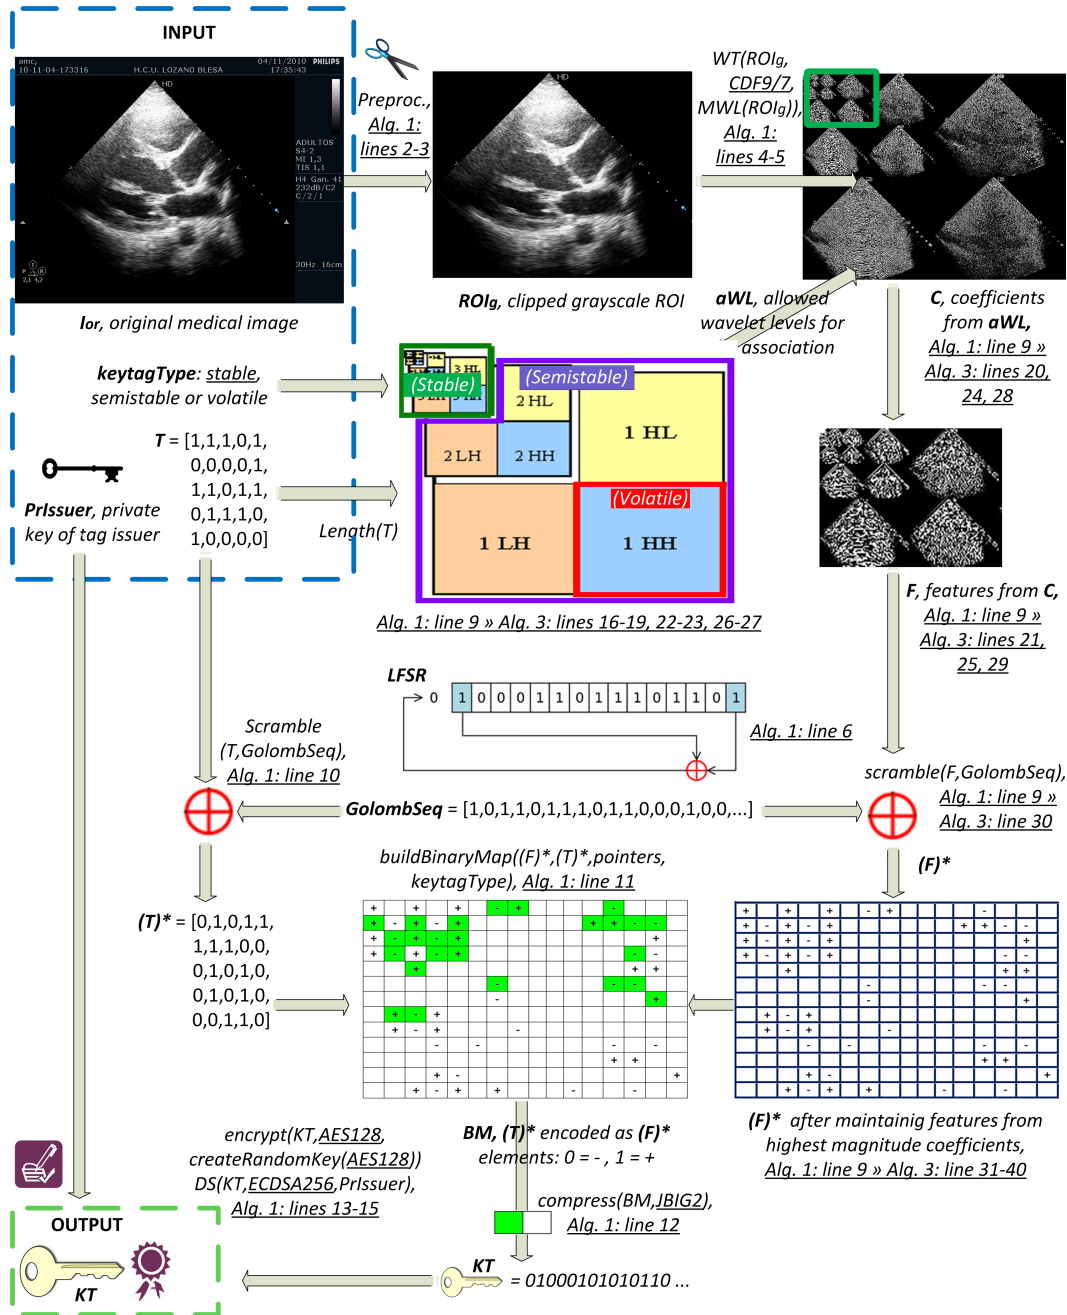 INPUT
amc,
10-11-04-173316
H.C.U. LOZANO BLESA
04/11/2010
17:35:43
PHILIPS
HD
ADULTOS
S4-2
MI 1,3
TIS 1,1
H4 Gen. 41
232dB/C2
C/2/1
30Hz 16cm
P T R
2,1 4,2
Ior, original medical image
Preproc.,
Alg. 1:
lines 2-3
HD
ROIg, clipped grayscale ROI
WT(ROIg,
CDF9/7,
MWL(ROIg)),
Alg. 1:
lines 4-5
aWL, allowed
wavelet levels for
association
C, coefficients
from aWL,
Alg. 1: line 9 »
Alg. 3: lines 20,
24, 28
keytagType: stable,
semistable or volatile
T = [1,1,1,0,1,
0,0,0,0,1,
1,1,0,1,1,
0,1,1,1,0,
1,0,0,0,0]
PrIssuer, private
key of tag issuer
Length(T)
3 HL
(Stable)
3 LH
3 HH
(Semistable)
2 HL
2 LH
2 HH
1 HL
(Volatile)
1 LH
1 HH
Alg. 1: line 9 » Alg. 3: lines 16-19, 22-23, 26-27
F, features from C,
Alg. 1: line 9 »
Alg. 3: lines 21,
25, 29
LFSR
0 1 0 0 0 1 1 0 1 1 1 0 1 1 0 1
Alg. 1: line 6
Scramble
(T,GolombSeq),
Alg. 1: line 10
GolombSeq = [1,0,1,1,0,1,1,1,0,1,1,0,0,0,1,0,0,...]
scramble(F,GolombSeq),
Alg. 1: line 9 »
Alg. 3: line 30
buildBinaryMap((F)*,(T)*,pointers,
keytagType), Alg. 1: line 11
(F)*
(T)* = [0,1,0,1,1,
1,1,1,0,0,
0,1,0,1,0,
0,1,0,1,0,
0,0,1,1,0]
+ + + - + -
+ - + - + + + - -
+ - + - + +
+ - + - + - -
+ + +
- - -
- +
+ - +
+ - + -
- - - -
+ +
+ - +
+ - + + - -
+ + + - + -
+ - + - + + + - -
+ - + - + +
+ - + - + - -
+ + +
- - -
- +
+ - +
+ - + -
- - - -
+ +
+ - +
+ - + + - -
(F)* after maintainig features from
highest magnitude coefficients,
Alg. 1: line 9 » Alg. 3: line 31-40
BM, (T)* encoded as (F)*
elements: 0 = - , 1 = +
encrypt(KT,AES128,
createRandomKey(AES128))
DS(KT,ECDSA256,PrIssuer),
Alg. 1: lines 13-15
compress(BM,JBIG2),
Alg. 1: line 12
OUTPUT
KT
KT = 01000101010110 ...